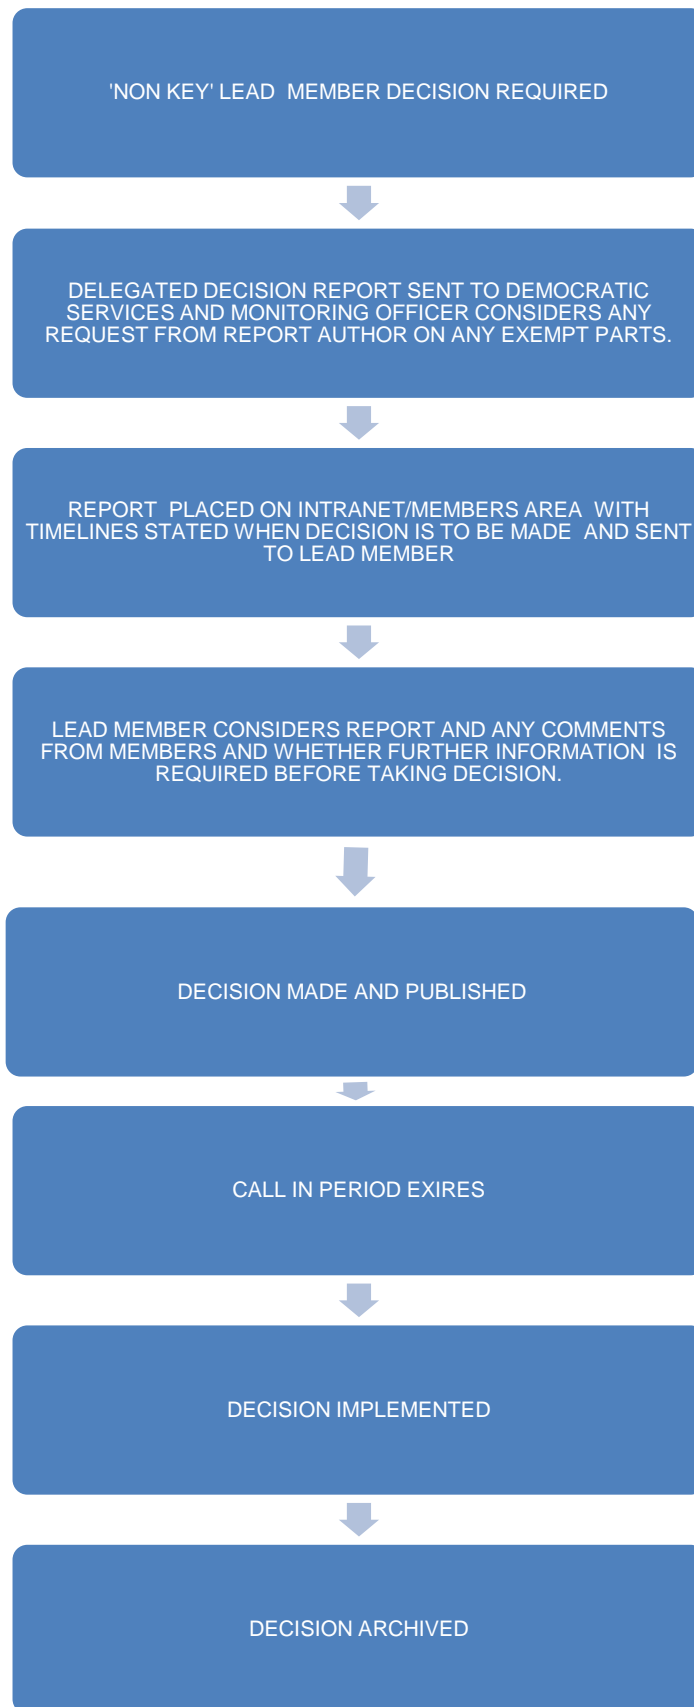 'NON KEY' LEAD  MEMBER DECISION REQUIRED
DELEGATED DECISION REPORT SENT TO DEMOCRATIC
SERVICES AND MONITORING OFFICER CONSIDERS ANY
REQUEST FROM REPORT AUTHOR ON ANY EXEMPT PARTS.
REPORT  PLACED ON INTRANET/MEMBERS AREA  WITH
TIMELINES STATED WHEN DECISION IS TO BE MADE  AND SENT
TO LEAD MEMBER
LEAD MEMBER CONSIDERS REPORT AND ANY COMMENTS
FROM MEMBERS AND WHETHER FURTHER INFORMATION  IS
REQUIRED BEFORE TAKING DECISION.
DECISION MADE AND PUBLISHED
CALL IN PERIOD EXIRES
DECISION IMPLEMENTED
DECISION ARCHIVED